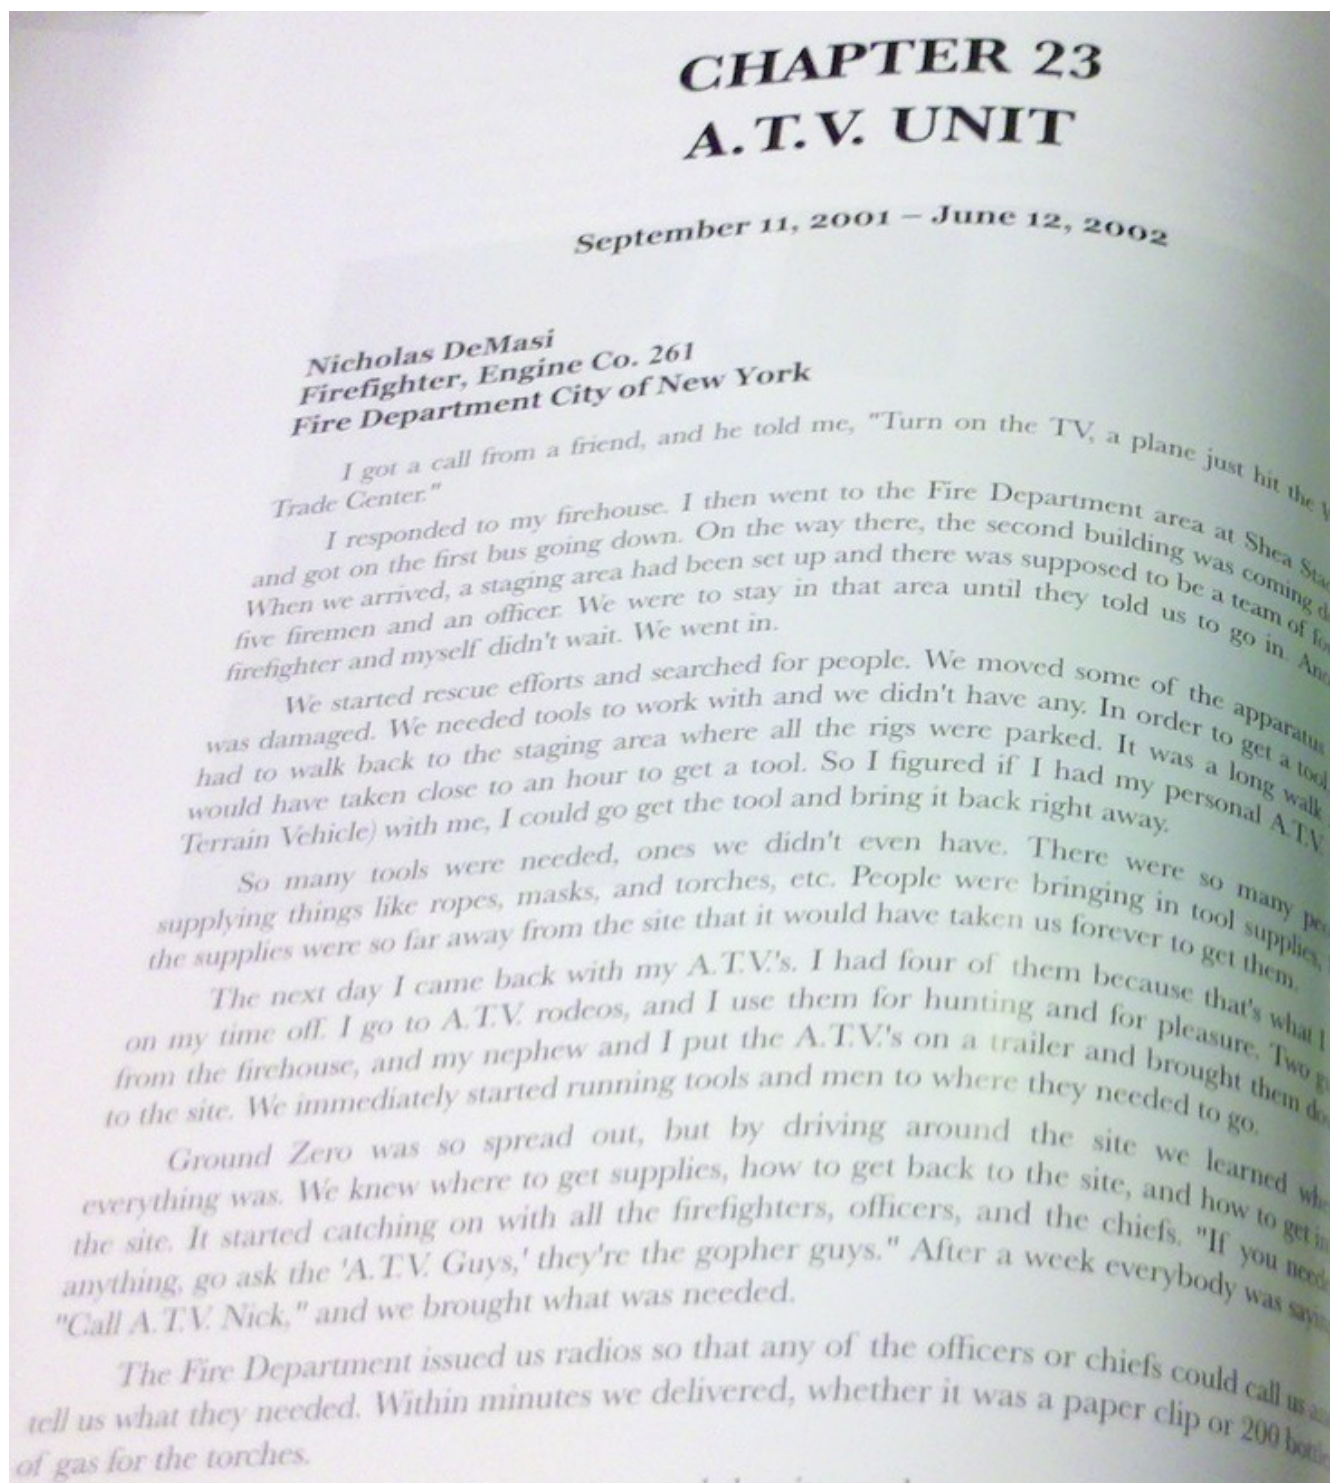 CHAPTER 23
A.T.V. UNIT
September 11, 2001 – June 12, 2002
Nicholas DeMasi
Firefighter, Engine Co. 261
Fire Department City of New York
I got a call from a friend, and he told me, "Turn on the TV, a plane just hit the
Trade Center."
I responded to my firehouse. I then went to the Fire Department area at Shea
and got on the first bus going down. On the way there, the second building was coming
When we arrived, a staging area had been set up and there was supposed to be a team of
five firemen and an officer. We were to stay in that area until they told us to go in.
firefighter and myself didn't wait. We went in.
We started rescue efforts and searched for people. We moved some of the apparatus
was damaged. We needed tools to work with and we didn't have any. In order to get a tool
had to walk back to the staging area where all the rigs were parked. It was a long walk
would have taken close to an hour to get a tool. So I figured if I had my personal A.T.V.
Terrain Vehicle) with me, I could go get the tool and bring it back right away.
So many tools were needed, ones we didn't even have. There were so many
supplying things like ropes, masks, and torches, etc. People were bringing in tool supplies,
the supplies were so far away from the site that it would have taken us forever to get them.
The next day I came back with my A.T.V.'s. I had four of them because that's what I
on my time off. I go to A.T.V. rodeos, and I use them for hunting and for pleasure. Two
from the firehouse, and my nephew and I put the A.T.V.'s on a trailer and brought them
to the site. We immediately started running tools and men to where they needed to go.
Ground Zero was so spread out, but by driving around the site we learned
everything was. We knew where to get supplies, how to get back to the site, and how to get
the site. It started catching on with all the firefighters, officers, and the chiefs. "If you
anything, go ask the 'A.T.V. Guys,' they're the gopher guys." After a week everybody was
"Call A.T.V. Nick," and we brought what was needed.
The Fire Department issued us radios so that any of the officers or chiefs could call us
tell us what they needed. Within minutes we delivered, whether it was a paper clip or 200
of gas for the torches.